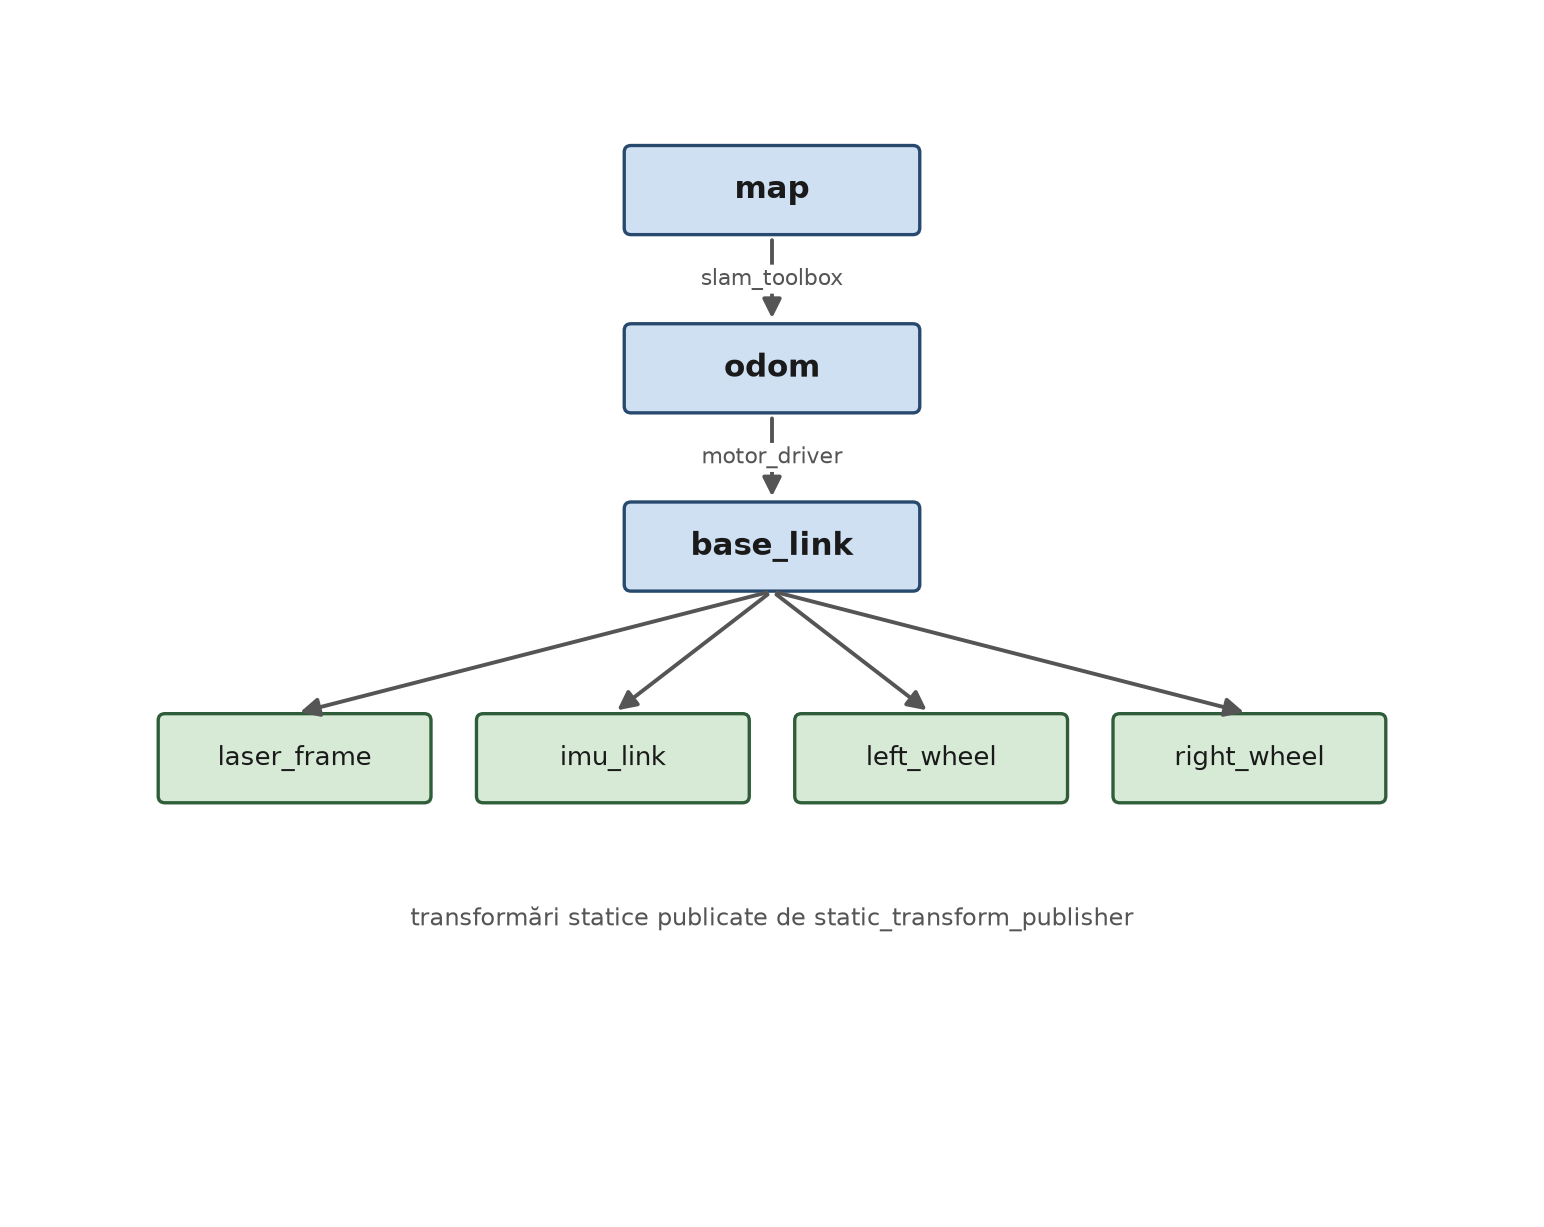 map
slam_toolbox
odom
motor_driver
base_link
laser_frame
imu_link
left_wheel
right_wheel
transformări statice publicate de static_transform_publisher